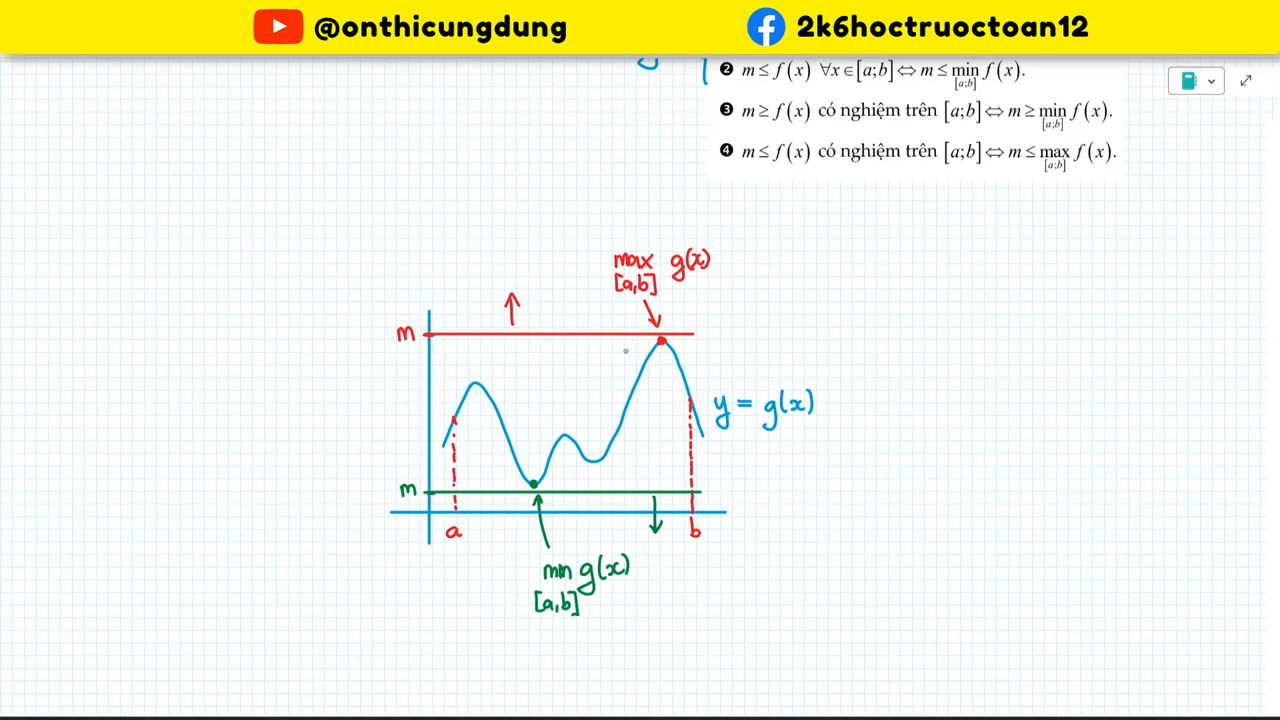 @onthicungdung
2k6hoctruoctoan12
❷ m ≤ f(x) ∀x∈[a;b] ⇔ m ≤ min f(x).
[a;b]
❸ m ≥ f(x) có nghiệm trên [a;b] ⇔ m ≥ min f(x).
[a;b]
❹ m ≤ f(x) có nghiệm trên [a;b] ⇔ m ≤ max f(x).
[a;b]
max g(x)
[a,b]
m
y = g(x)
m
a
b
min g(x)
[a,b]